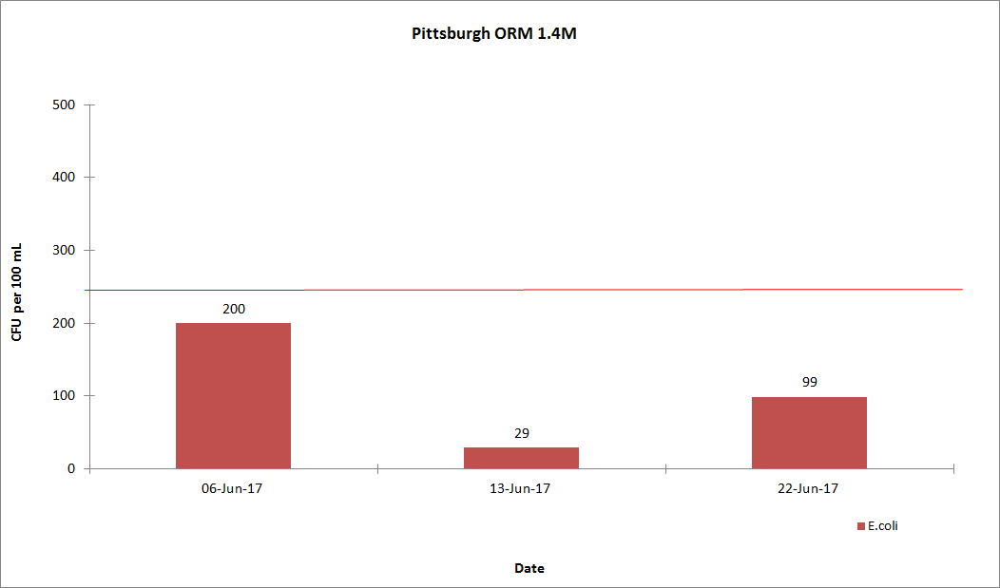 Pittsburgh ORM 1.4M
500
400
300
200
100
0
CFU per 100 mL
200
29
99
06-Jun-17
13-Jun-17
22-Jun-17
E.coli
Date